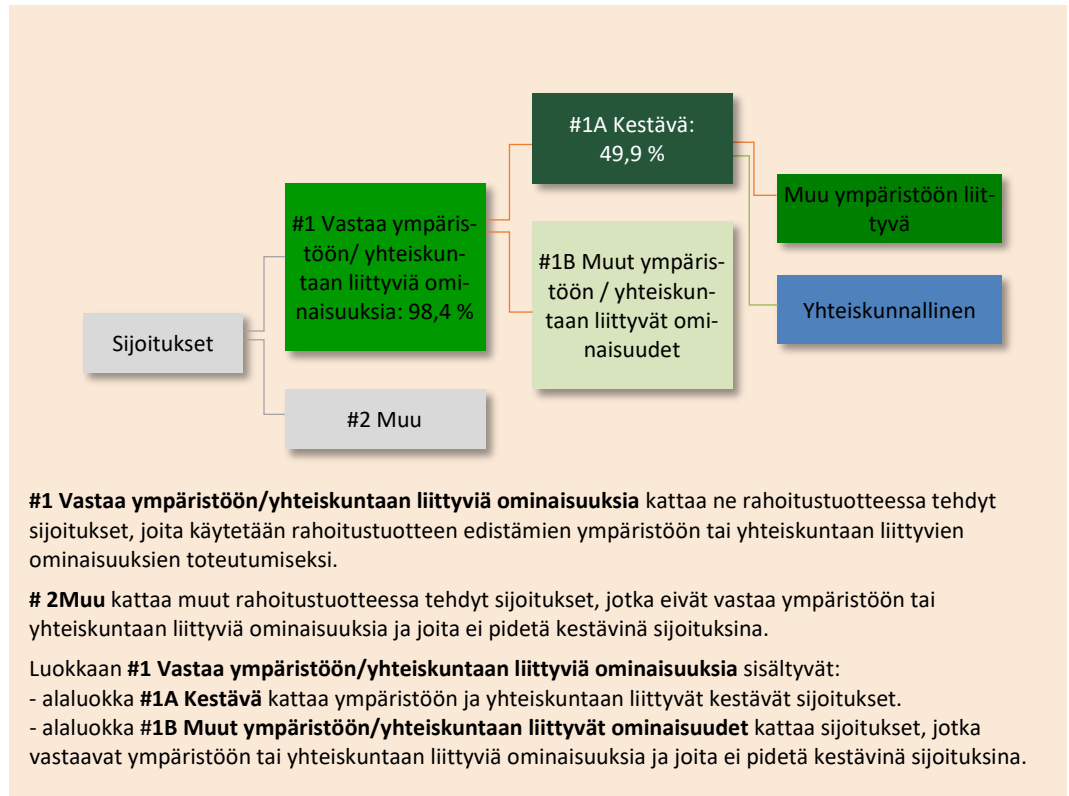 #1A Kestävä:
49,9 %
Muu ympäristöön liit-
tyvä
#1 Vastaa ympäris-
töön/ yhteiskun-
taan liittyviä omi-
naisuuksia: 98,4 %
#1B Muut ympäris-
töön / yhteiskun-
taan liittyvät omi-
naisuudet
Yhteiskunnallinen
Sijoitukset
#2 Muu
#1 Vastaa ympäristöön/yhteiskuntaan liittyviä ominaisuuksia kattaa ne rahoitustuotteessa tehdyt
sijoitukset, joita käytetään rahoitustuotteen edistämien ympäristöön tai yhteiskuntaan liittyvien
ominaisuuksien toteutumiseksi.
# 2Muu kattaa muut rahoitustuotteessa tehdyt sijoitukset, jotka eivät vastaa ympäristöön tai
yhteiskuntaan liittyviä ominaisuuksia ja joita ei pidetä kestävinä sijoituksina.
Luokkaan #1 Vastaa ympäristöön/yhteiskuntaan liittyviä ominaisuuksia sisältyvät:
- alaluokka #1A Kestävä kattaa ympäristöön ja yhteiskuntaan liittyvät kestävät sijoitukset.
- alaluokka #1B Muut ympäristöön/yhteiskuntaan liittyvät ominaisuudet kattaa sijoitukset, jotka
vastaavat ympäristöön tai yhteiskuntaan liittyviä ominaisuuksia ja joita ei pidetä kestävinä sijoituksina.